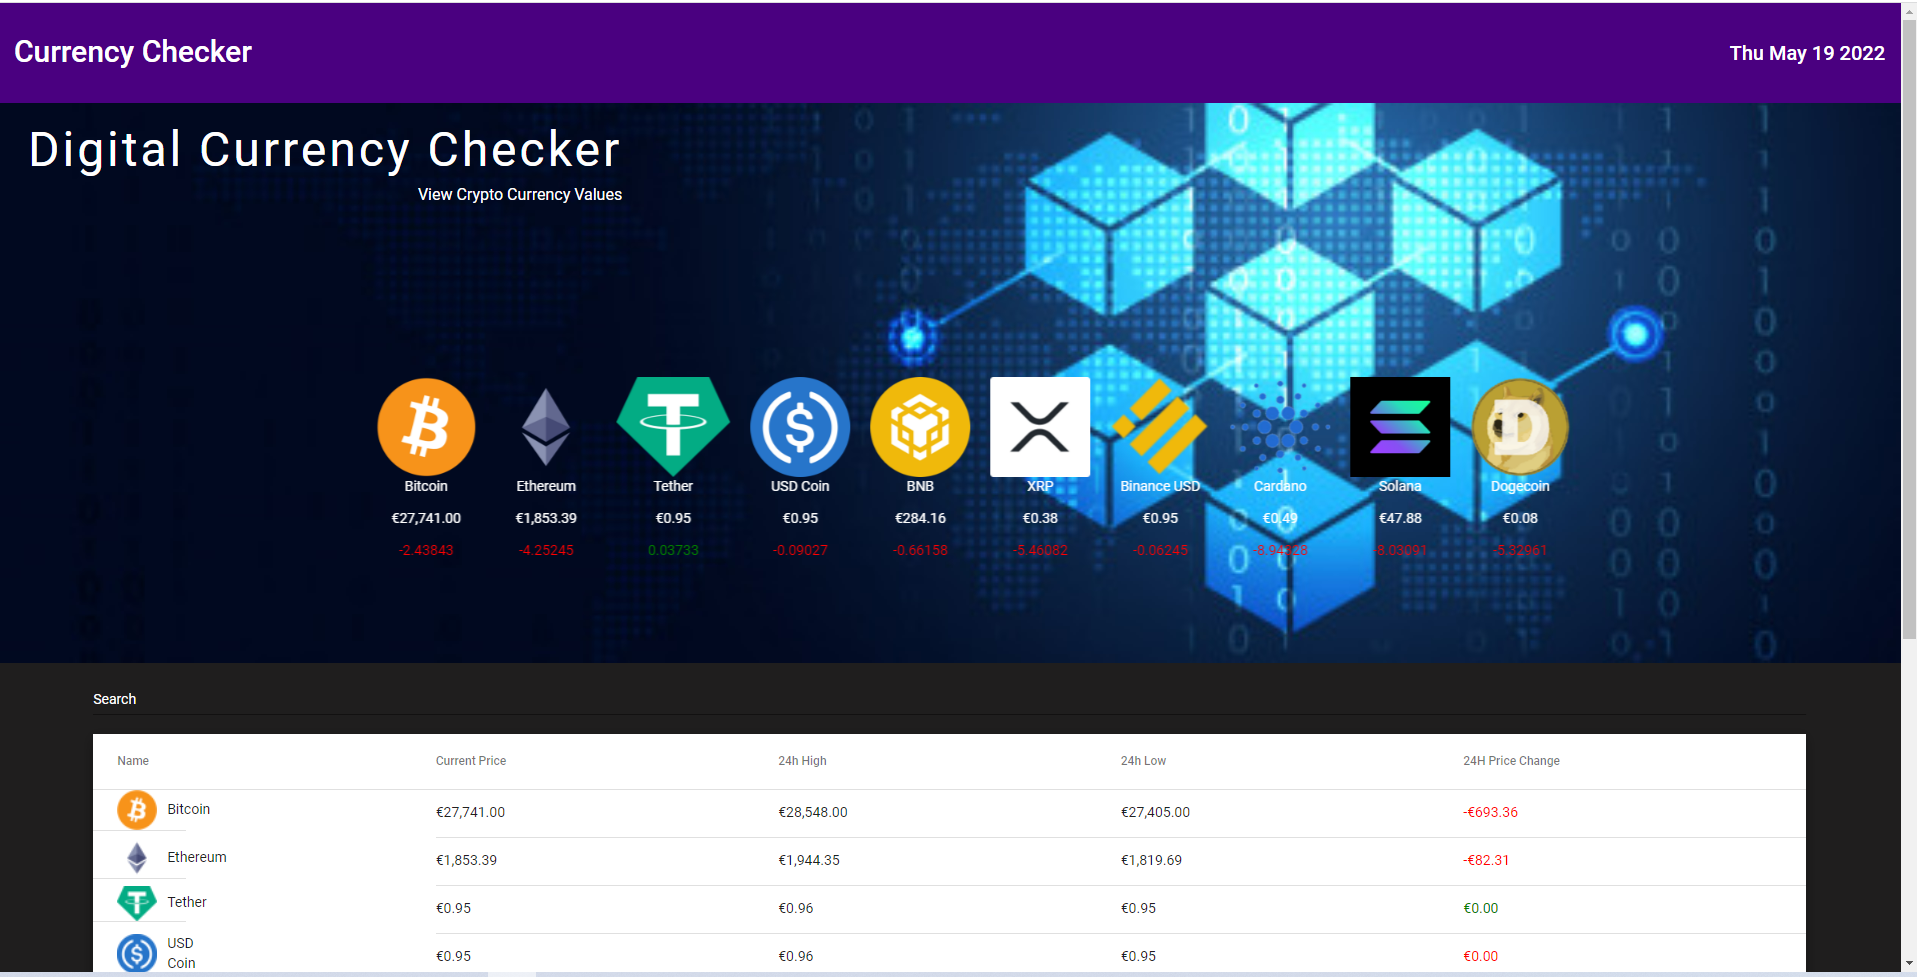 Currency Checker
Thu May 19 2022
Digital Currency Checker
View Crypto Currency Values
Bitcoin Ethereum Tether USD Coin BNB XRP Binance USD Cardano Solana Dogecoin
€27,741.00 €1,853.39 €0.95 €0.95 €284.16 €0.38 €0.95 €0.49 €47.88 €0.08
-2.43843 -4.25245 0.03733 -0.09027 -0.66158 -5.46082 -0.06245 -8.03091 -5.32961
Search
Name Current Price 24h High 24h Low 24H Price Change
Bitcoin €27,741.00 €28,548.00 €27,405.00 -€693.36
Ethereum €1,853.39 €1,944.35 €1,819.69 -€82.31
Tether €0.95 €0.96 €0.95 €0.00
USD
Coin €0.95 €0.96 €0.95 €0.00